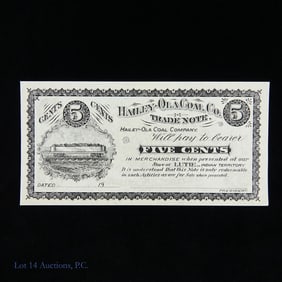 CENTS 5 CENTS
HAILEY-OLA COAL CO.
TRADE NOTE
5
HAILEY-OLA COAL COMPANY.
Will pay to bearer
FIVE CENTS
IN MERCHANDISE when presented at our
Store at LUTIE, INDIAN TERRITORY
It is understood that this Note is only redeemable
in such Articles as are for Sale when presented.
DATED 19
PRESIDENT.
Lot 14 Auctions, P.C.